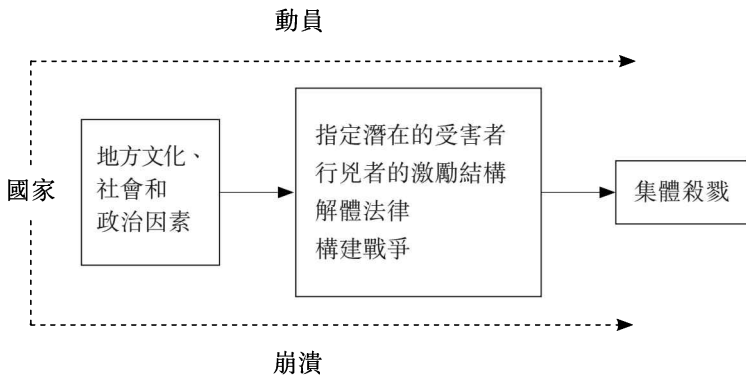 動員
地方文化、
社會和
政治因素
指定潛在的受害者
行兇者的激勵結構
解體法律
構建戰爭
國家
集體殺戮
崩潰